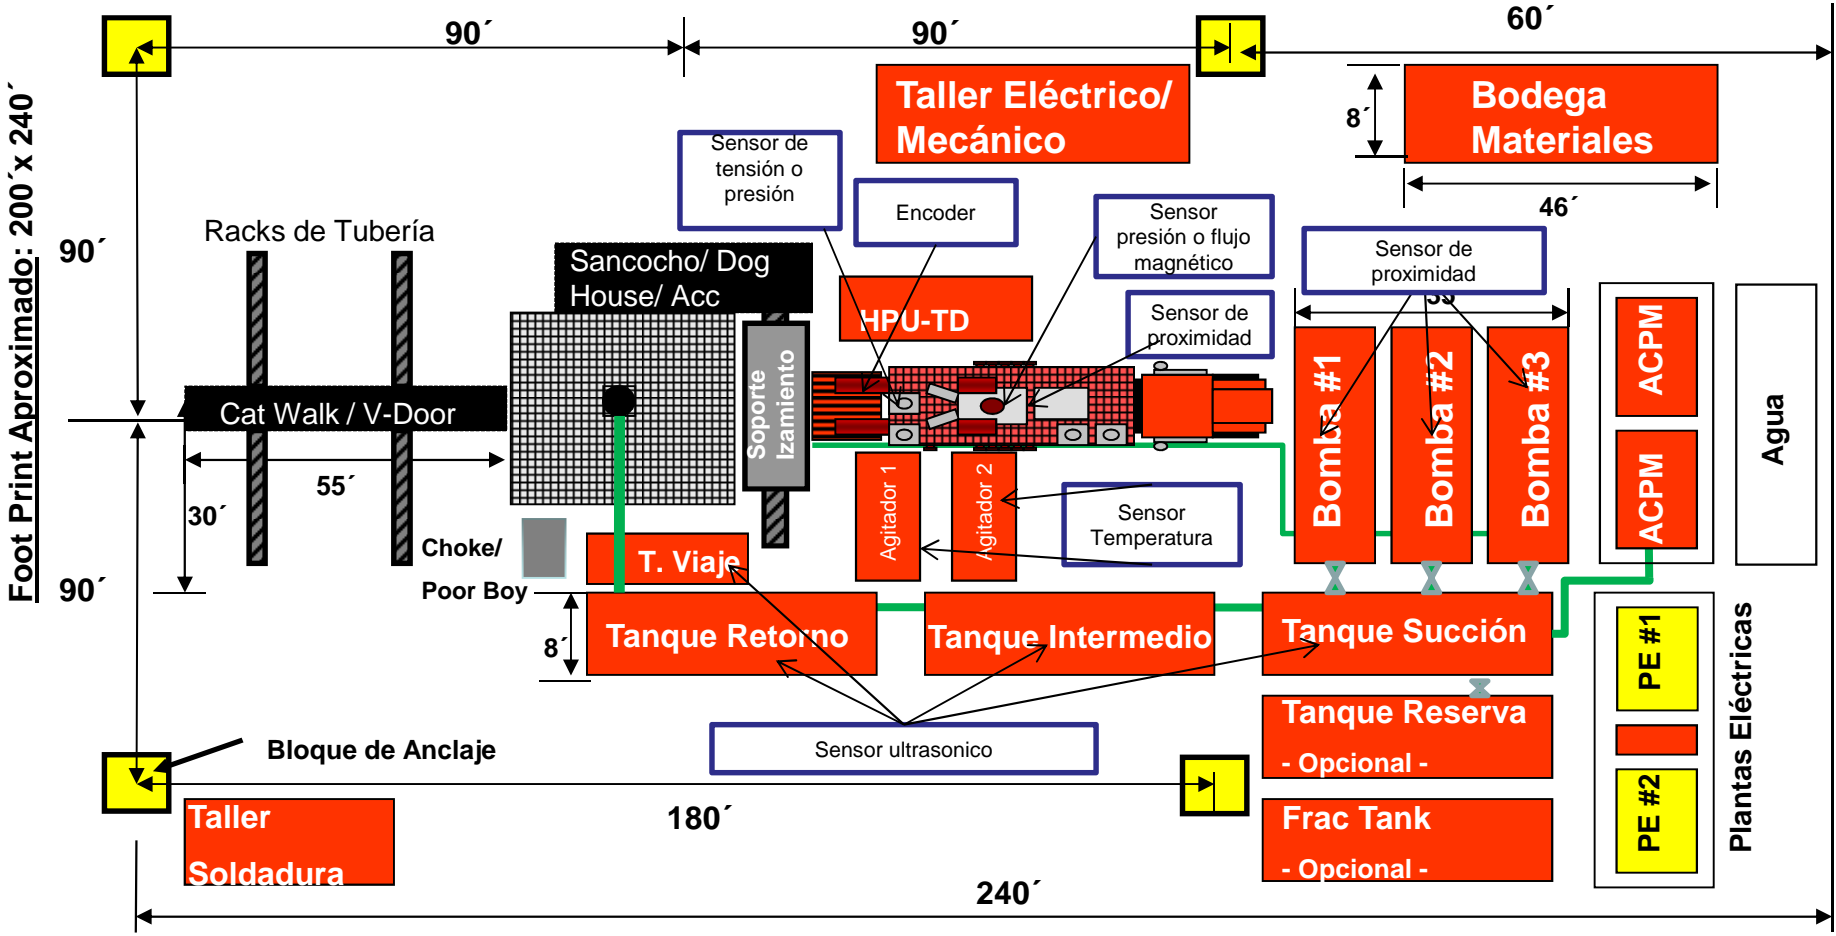 90´
90´
60´
Foot Print Aproximado: 200´x 240´
Taller Eléctrico/
Mecánico
8´
Bodega
Materiales
46´
Sensor de
tensión o
presión
Encoder
Sensor
presión o flujo
magnético
Sensor de
proximidad
Racks de Tubería
90´
Sancocho/ Dog
House/ Acc
HPU-TD
Sensor de
proximidad
Cat Walk / V-Door
Soporte
Izamiento
Bomba #1
Bomba #2
Bomba #3
ACPM
ACPM
Agua
55´
30´
Choke/
Poor Boy
90´
T. Viaje
Agitador 1
Agitador 2
Sensor
Temperatura
8´
Tanque Retorno
Tanque Intermedio
Tanque Succión
PE #1
PE #2
Plantas Eléctricas
Tanque Reserva
- Opcional -
Sensor ultrasonico
Bloque de Anclaje
180´
Taller
Soldadura
Frac Tank
- Opcional -
240´